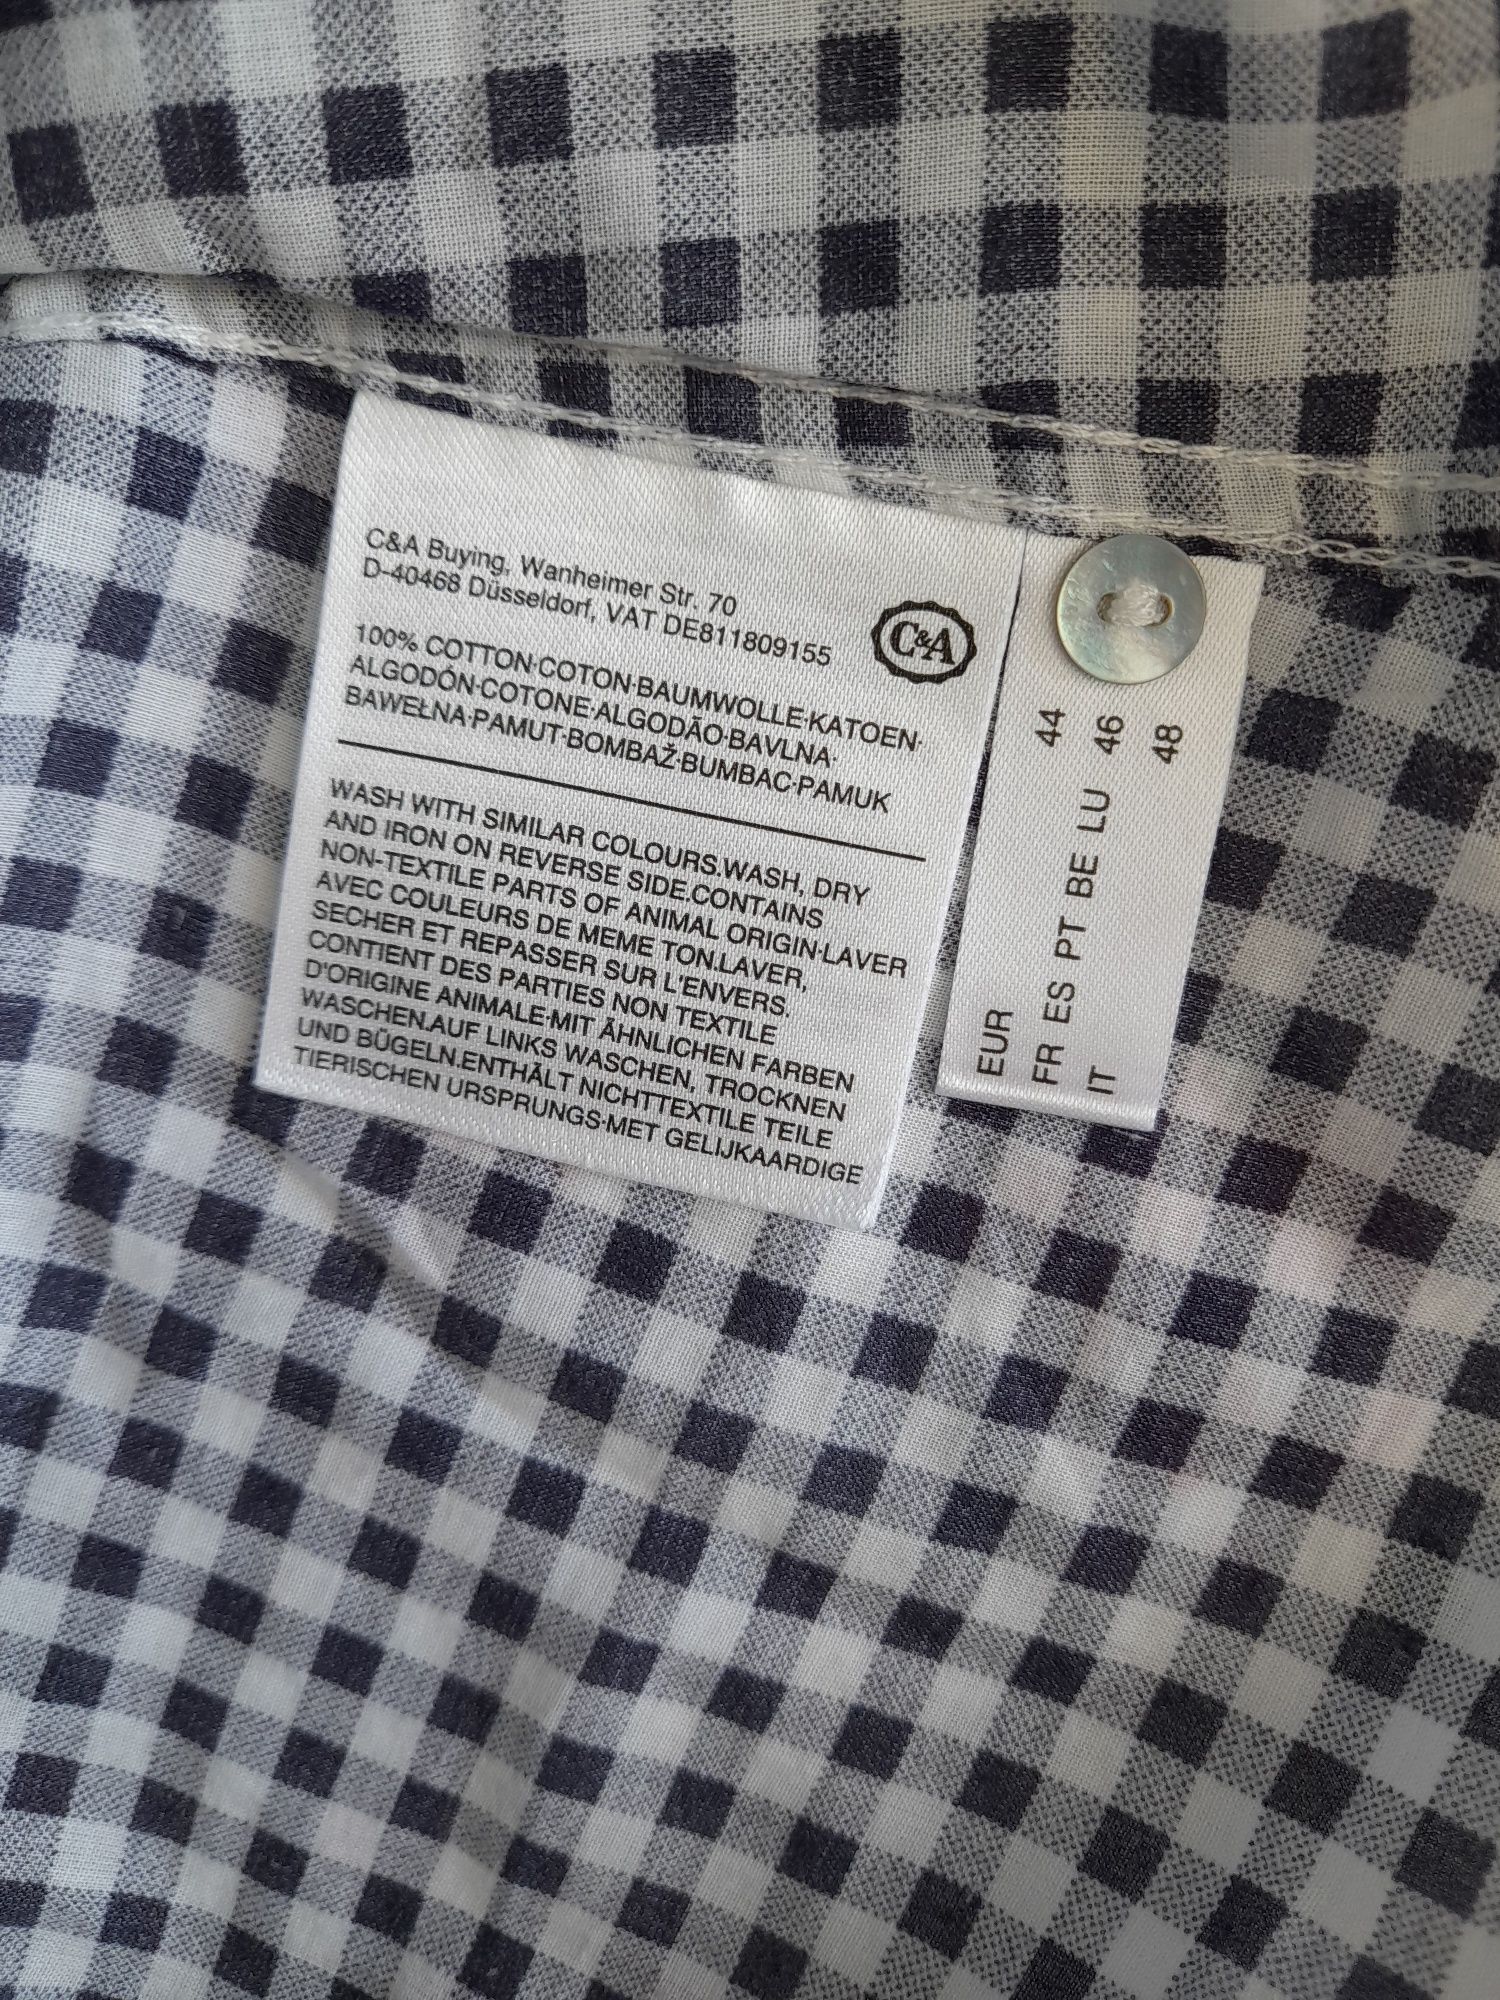 C&A Buying, Wanheimer Str. 70
D-40468 Düsseldorf, VAT DE811809155
C&A
100% COTTON·COTON·BAUMWOLLE·KATOEN·
ALGODÓN·COTONE·ALGODÃO·BAVLNA·
BAWEŁNA·PAMUT·BOMBAŽ·BUMBAC·PAMUK
WASH WITH SIMILAR COLOURS.WASH, DRY
AND IRON ON REVERSE SIDE.CONTAINS
NON-TEXTILE PARTS OF ANIMAL ORIGIN·LAVER
AVEC COULEURS DE MEME TON.LAVER,
SECHER ET REPASSER SUR L'ENVERS.
CONTIENT DES PARTIES NON TEXTILE
D'ORIGINE ANIMALE·MIT ÄHNLICHEN FARBEN
WASCHEN.AUF LINKS WASCHEN, TROCKNEN
UND BÜGELN.ENTHÄLT NICHTTEXTILE TEILE
TIERISCHEN URSPRUNGS·MET GELIJKAARDIGE
EUR 44
FR ES PT BE LU 46
IT 48